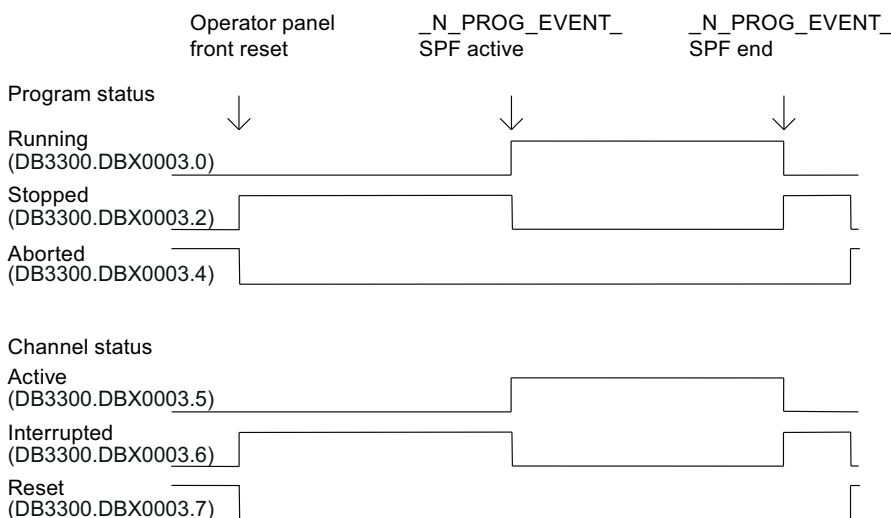 Operator panel
front reset
_N_PROG_EVENT_
SPF active
_N_PROG_EVENT_
SPF end
Program status
Running
(DB3300.DBX0003.0)
Stopped
(DB3300.DBX0003.2)
Aborted
(DB3300.DBX0003.4)
Channel status
Active
(DB3300.DBX0003.5)
Interrupted
(DB3300.DBX0003.6)
Reset
(DB3300.DBX0003.7)